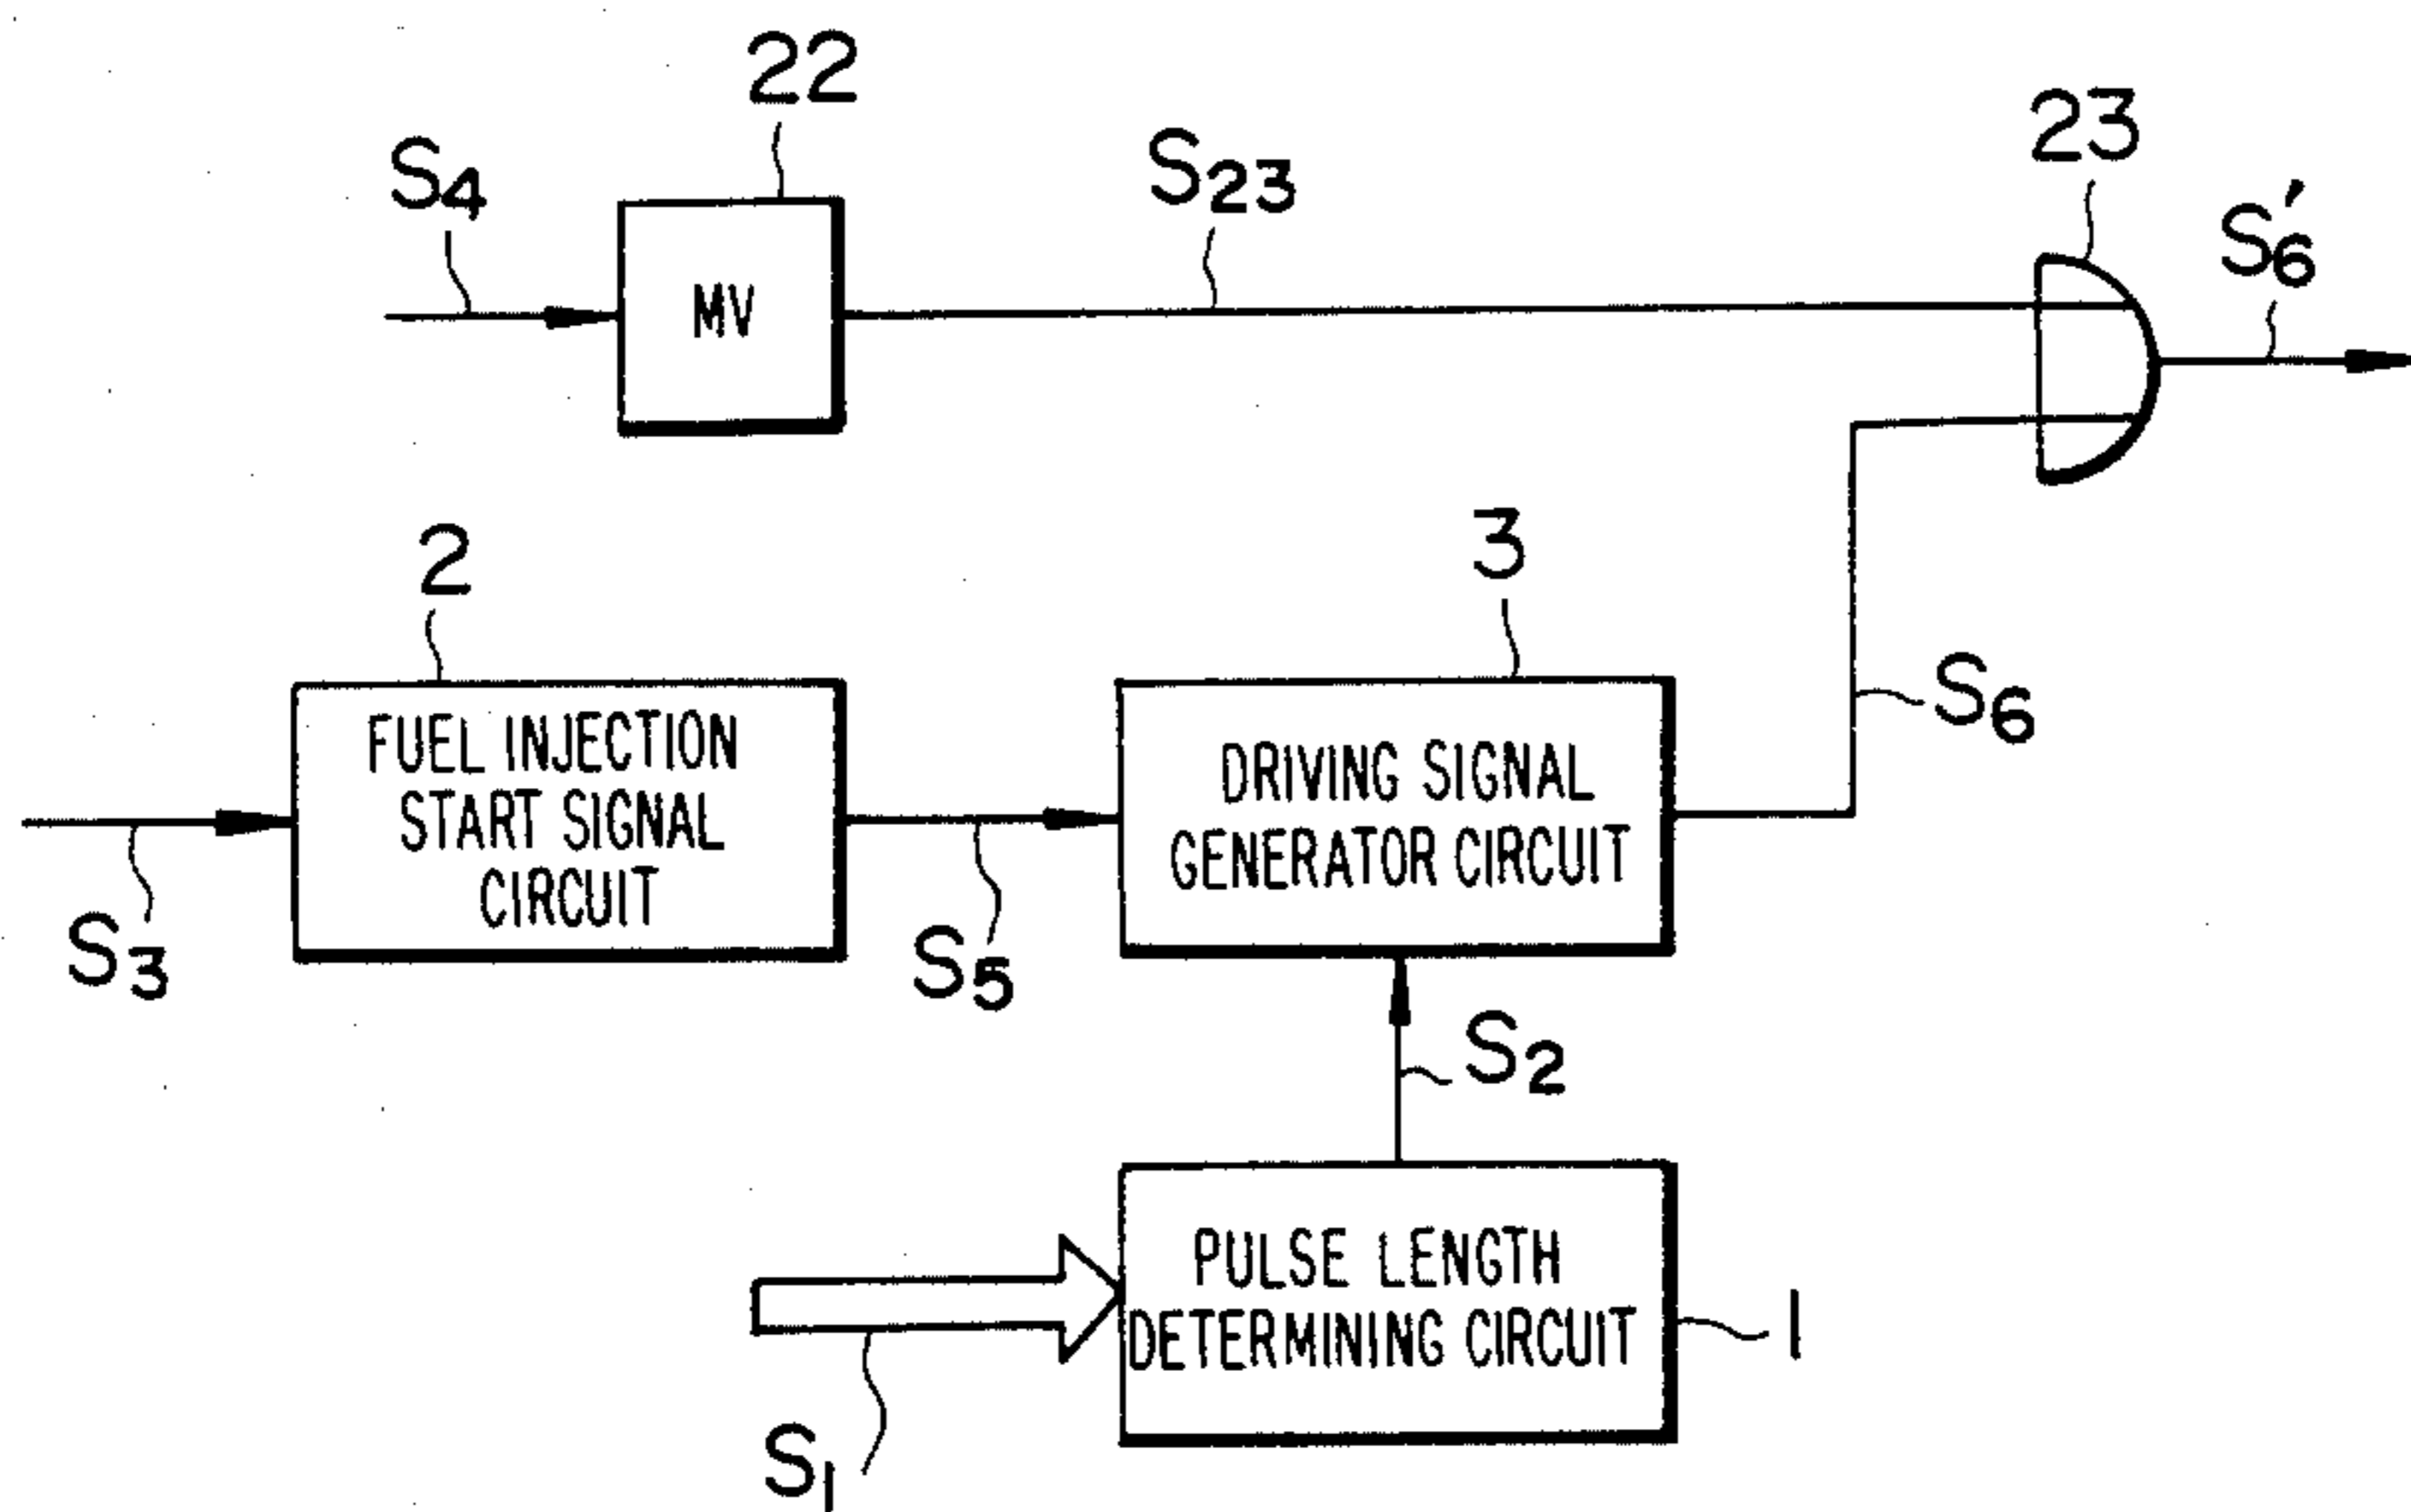 22
S4
S23
23
S6'
MV
2
3
FUEL INJECTION
START SIGNAL
CIRCUIT
DRIVING SIGNAL
GENERATOR CIRCUIT
S6
S3
S5
S2
PULSE LENGTH
DETERMINING CIRCUIT
1
S1